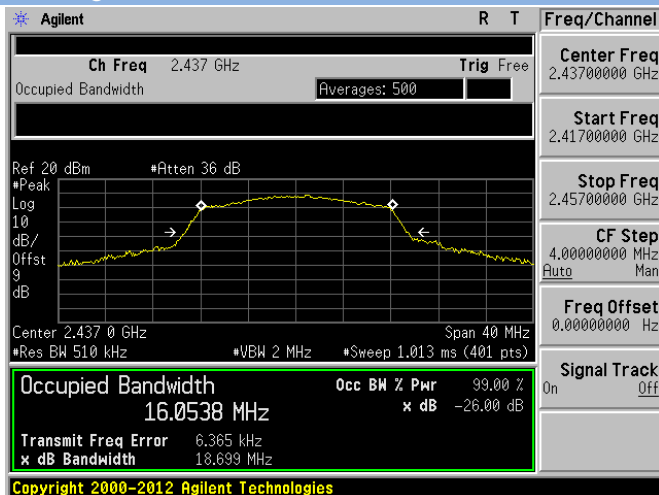 Agilent R T
Freq/Channel
Ch Freq 2.437 GHz Trig Free
Occupied Bandwidth Averages: 500
Ref 20 dBm #Atten 36 dB
#Peak
Log
10
dB/
Offst
9
dB
Center 2.437 0 GHz Span 40 MHz
#Res BW 510 kHz #VBW 2 MHz #Sweep 1.013 ms (401 pts)
Occupied Bandwidth Occ BW % Pwr 99.00 %
16.0538 MHz x dB -26.00 dB
Transmit Freq Error 6.365 kHz
x dB Bandwidth 18.699 MHz
Center Freq
2.43700000 GHz
Start Freq
2.41700000 GHz
Stop Freq
2.45700000 GHz
CF Step
4.00000000 MHz
Auto Man
Freq Offset
0.00000000 Hz
Signal Track
On Off
Copyright 2000-2012 Agilent Technologies